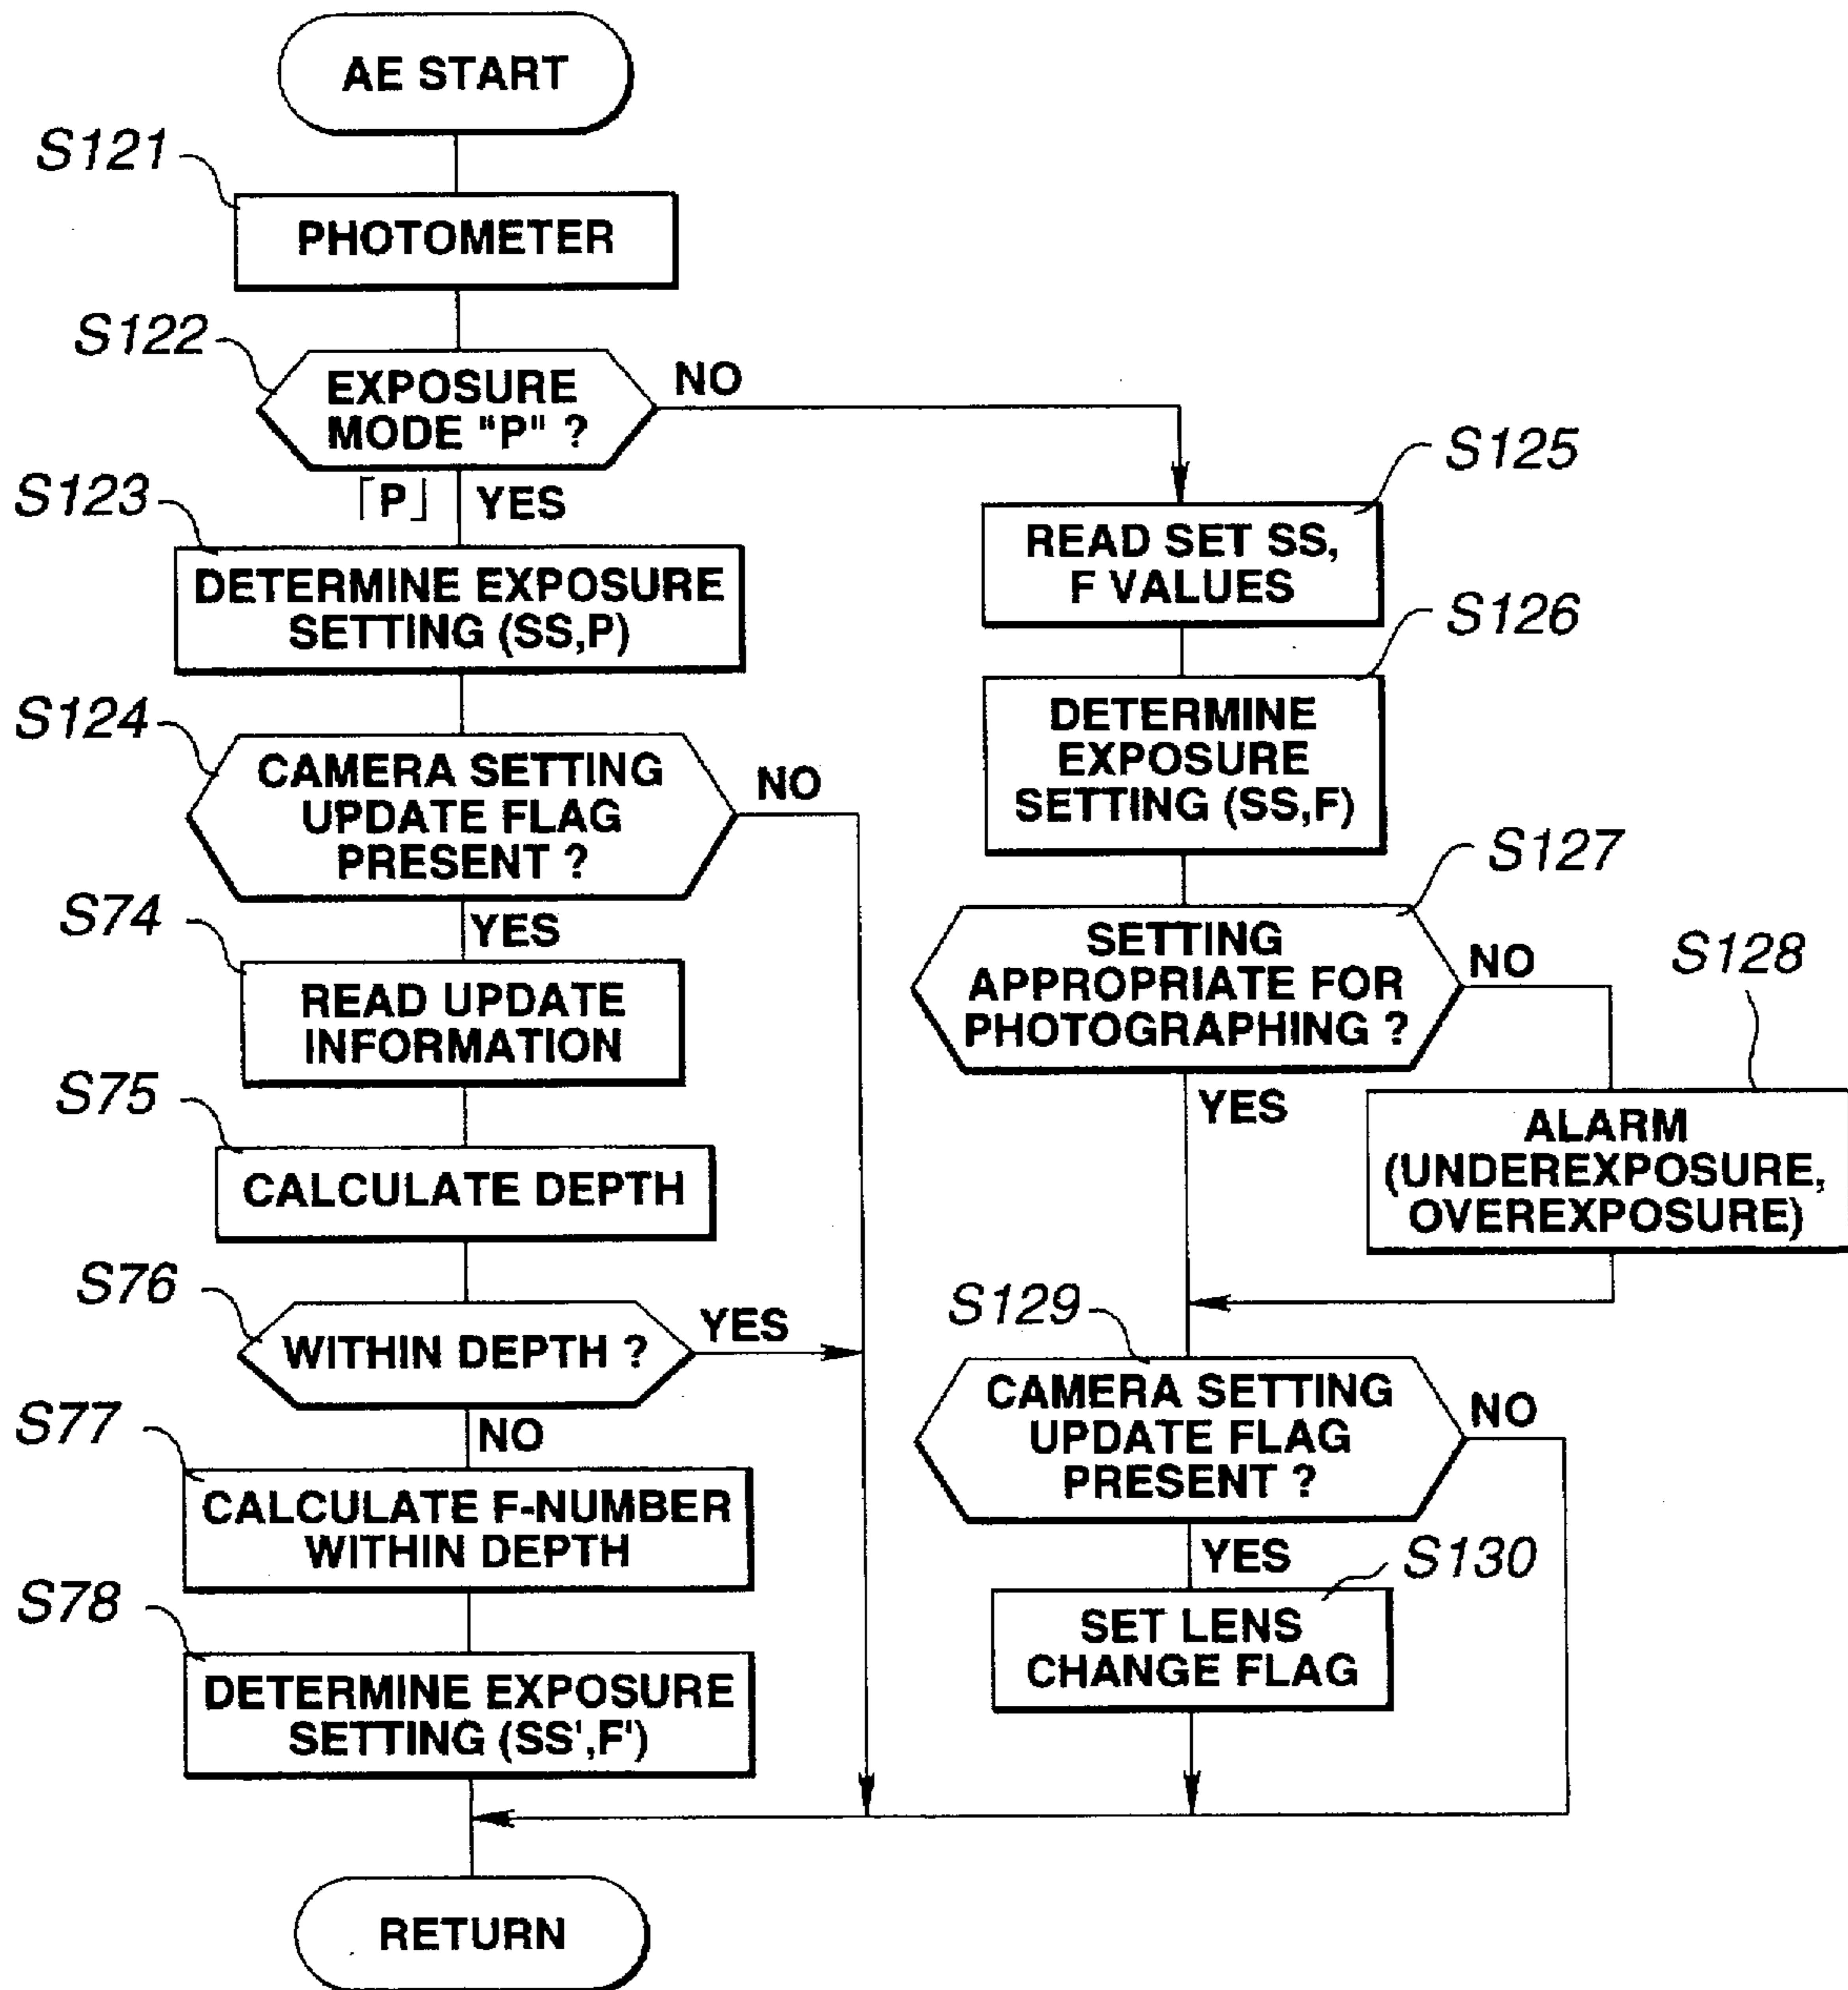 AE START
S121
PHOTOMETER
S122
EXPOSURE
MODE "P" ?
NO
「P」 YES
S123
DETERMINE EXPOSURE
SETTING (SS,P)
S124
CAMERA SETTING
UPDATE FLAG
PRESENT ?
NO
YES
S74
READ UPDATE
INFORMATION
S75
CALCULATE DEPTH
S76
WITHIN DEPTH ?
YES
NO
S77
CALCULATE F-NUMBER
WITHIN DEPTH
S78
DETERMINE EXPOSURE
SETTING (SS',F')
RETURN
S125
READ SET SS,
F VALUES
S126
DETERMINE
EXPOSURE
SETTING (SS,F)
S127
SETTING
APPROPRIATE FOR
PHOTOGRAPHING ?
NO
YES
S128
ALARM
(UNDEREXPOSURE,
OVEREXPOSURE)
S129
CAMERA SETTING
UPDATE FLAG
PRESENT ?
NO
YES
S130
SET LENS
CHANGE FLAG